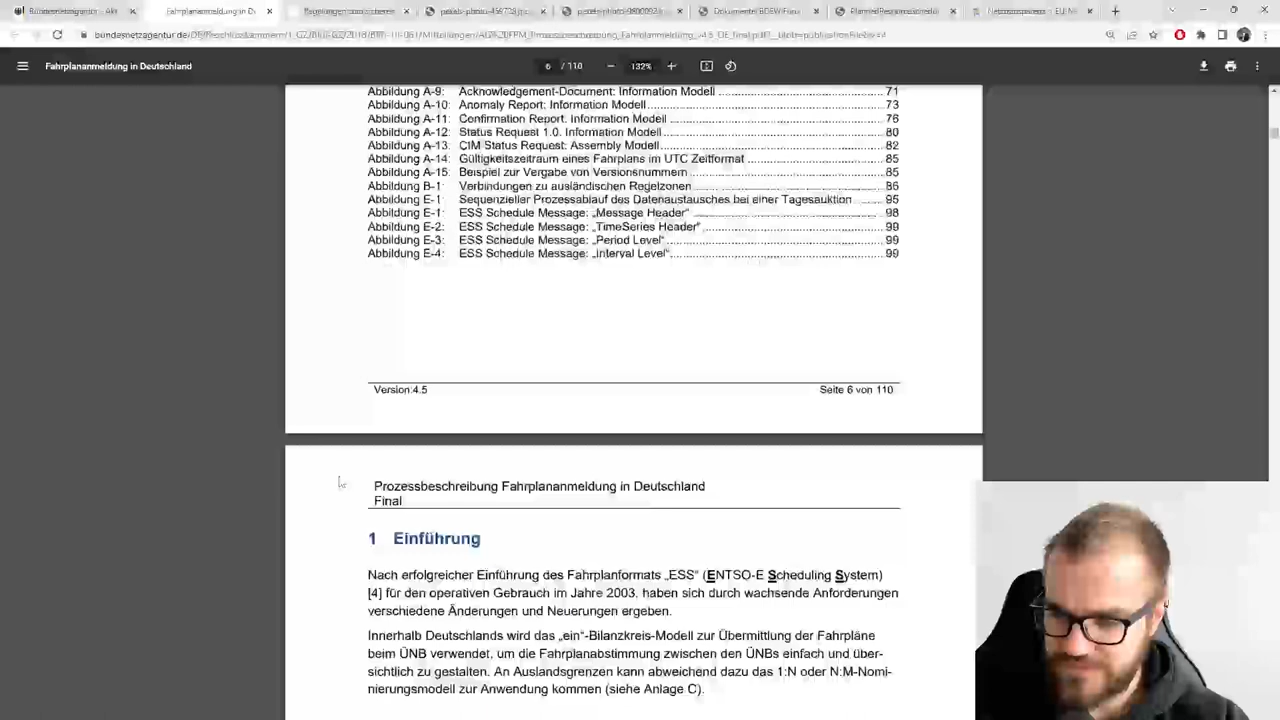 Fahrplananmeldung in D
Dokumente | BDEW Foru
bundesnetzagentur.de
Fahrplananmeldung in Deutschland
6 / 110
132%
Abbildung A-9: Acknowledgement-Document: Information Modell 71
Abbildung A-10: Anomaly Report: Information Modell 73
Abbildung A-11: Confirmation Report. Information Modell 76
Abbildung A-12: Status Request 1.0. Information Modell 80
Abbildung A-13: CIM Status Request: Assembly Modell 82
Abbildung A-14: Gültigkeitszeitraum eines Fahrplans im UTC Zeitformat 85
Abbildung A-15: Beispiel zur Vergabe von Versionsnummern 85
Abbildung B-1: Verbindungen zu ausländischen Regelzonen 86
Abbildung E-1: Sequenzieller Prozessablauf des Datenaustausches bei einer Tagesauktion 95
Abbildung E-1: ESS Schedule Message: „Message Header“ 98
Abbildung E-2: ESS Schedule Message: „TimeSeries Header“ 99
Abbildung E-3: ESS Schedule Message: „Period Level“ 99
Abbildung E-4: ESS Schedule Message: „Interval Level“ 99
Version:4.5 Seite 6 von 110
Prozessbeschreibung Fahrplananmeldung in Deutschland
Final
1 Einführung
Nach erfolgreicher Einführung des Fahrplanformats „ESS“ (ENTSO-E Scheduling System)
[4] für den operativen Gebrauch im Jahre 2003, haben sich durch wachsende Anforderungen
verschiedene Änderungen und Neuerungen ergeben.
Innerhalb Deutschlands wird das „ein“-Bilanzkreis-Modell zur Übermittlung der Fahrpläne
beim ÜNB verwendet, um die Fahrplanabstimmung zwischen den ÜNBs einfach und über-
sichtlich zu gestalten. An Auslandsgrenzen kann abweichend dazu das 1:N oder N:M-Nomi-
nierungsmodell zur Anwendung kommen (siehe Anlage C).